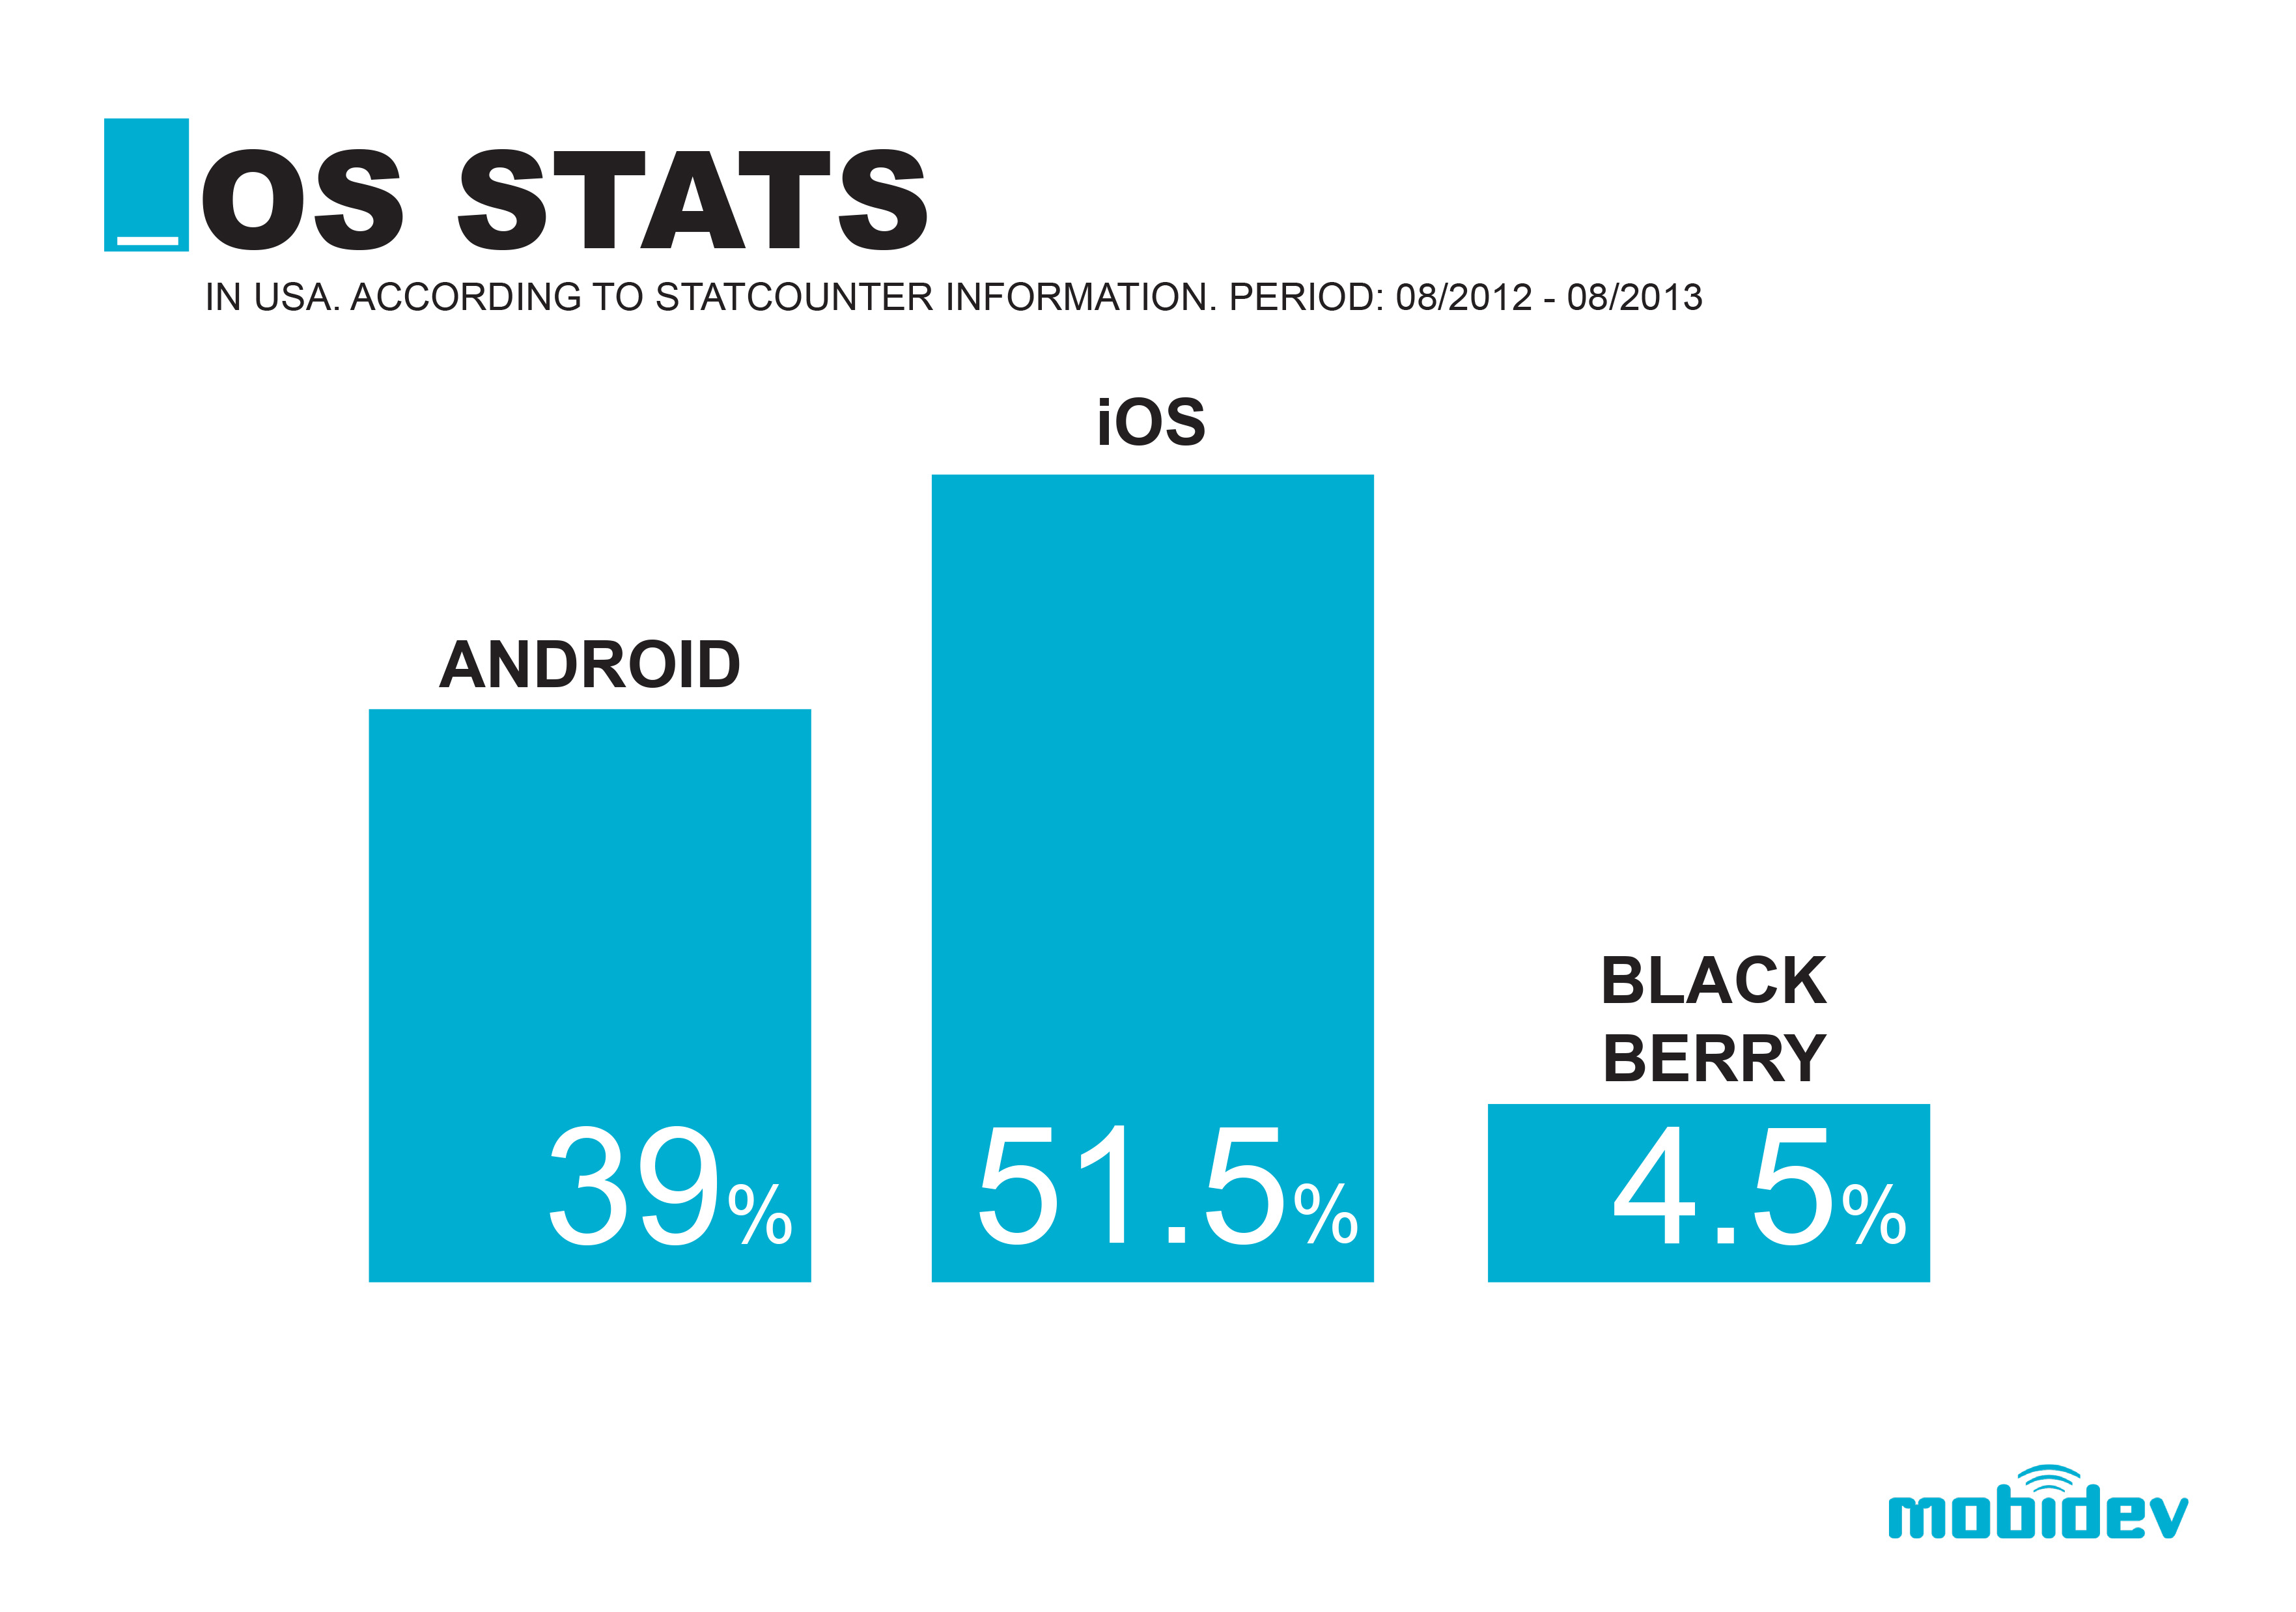 OS STATS
IN USA. ACCORDING TO STATCOUNTER INFORMATION. PERIOD: 08/2012 - 08/2013
ANDROID
39%
iOS
51.5%
BLACK
BERRY
4.5%
mobidev